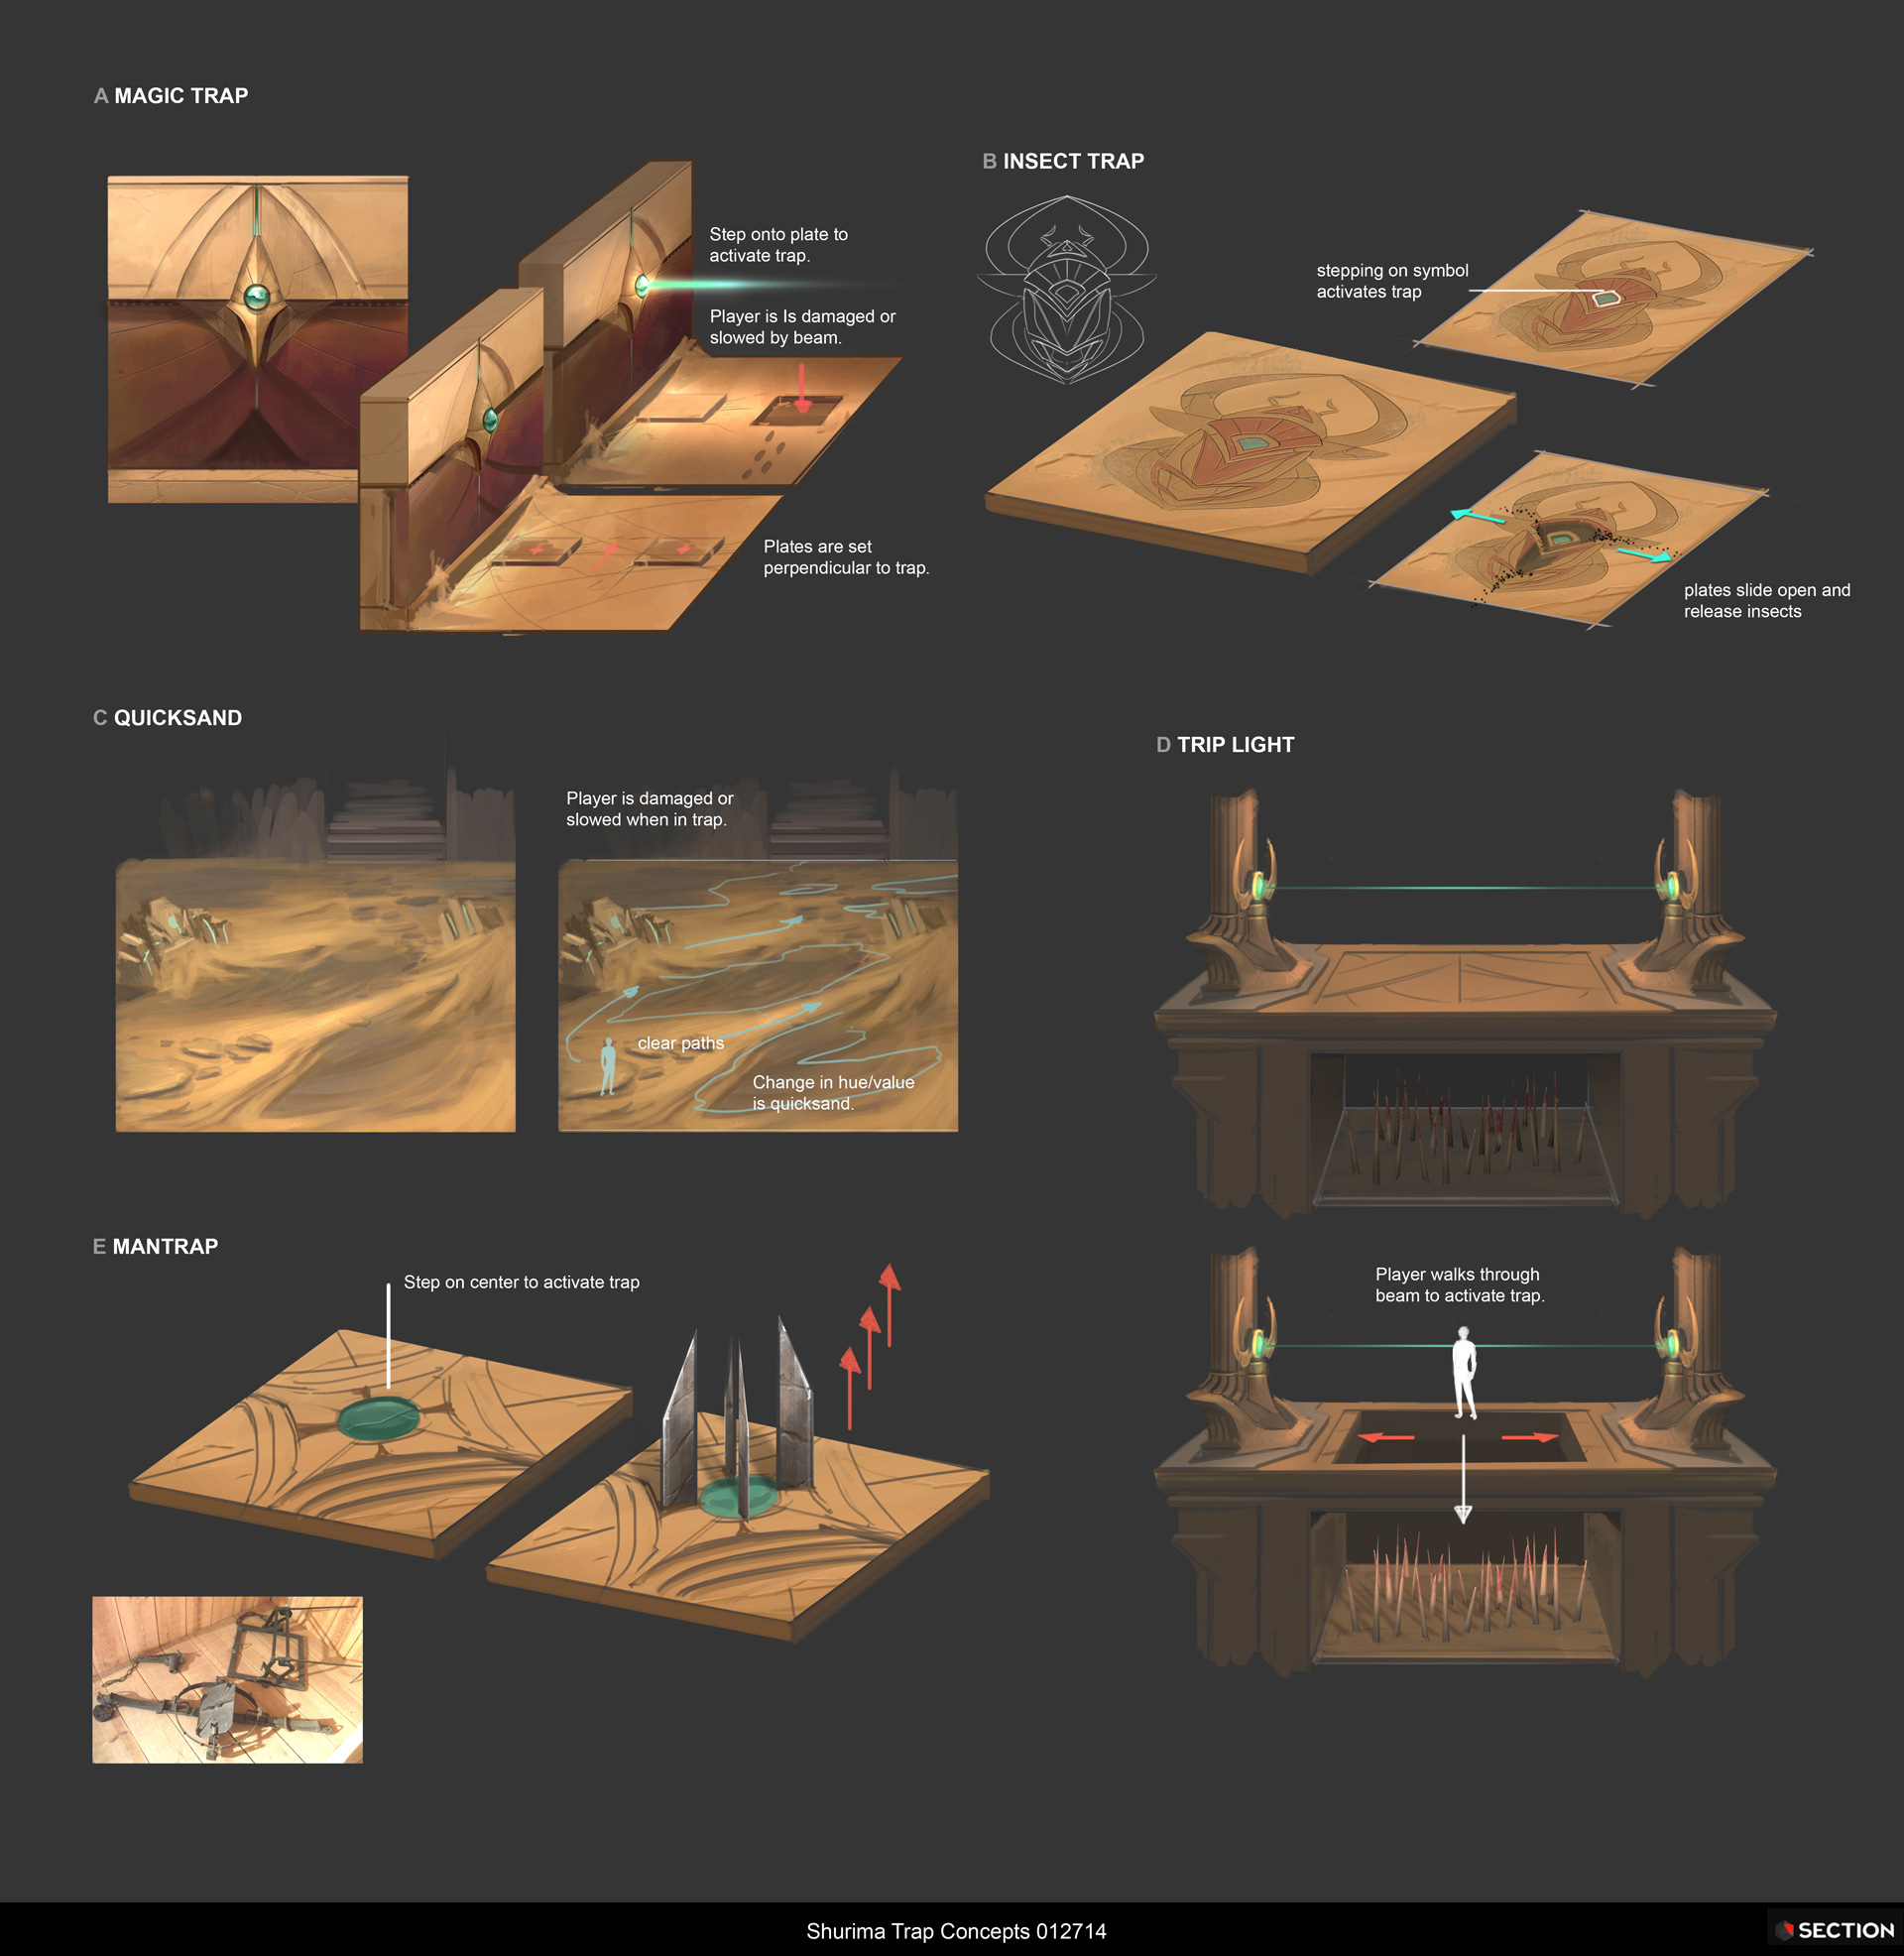 A MAGIC TRAP
Step onto plate to
activate trap.
Player is Is damaged or
slowed by beam.
Plates are set
perpendicular to trap.
B INSECT TRAP
stepping on symbol
activates trap
plates slide open and
release insects
C QUICKSAND
Player is damaged or
slowed when in trap.
clear paths
Change in hue/value
is quicksand.
D TRIP LIGHT
Player walks through
beam to activate trap.
E MANTRAP
Step on center to activate trap
Shurima Trap Concepts 012714
SECTION